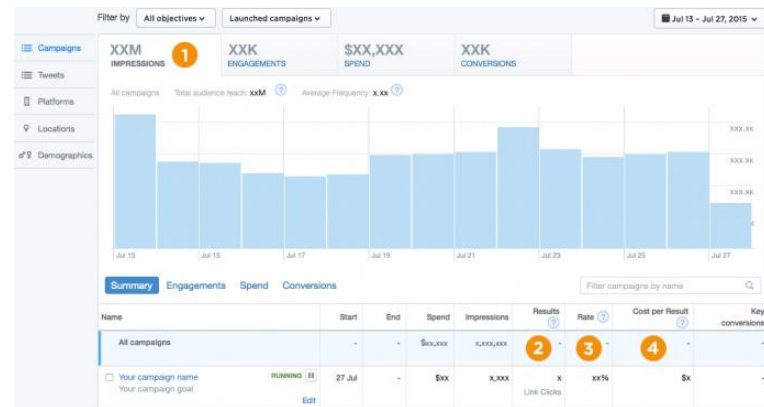 Filter by All objectives Launched campaigns Jul 13 – Jul 27, 2015
Campaigns
Tweets
Platforms
Locations
Demographics
XXM XXK $XX,XXX XXK
IMPRESSIONS 1 ENGAGEMENTS SPEND CONVERSIONS
All campaigns Total audience reach: xxM ? Average Frequency: x.xx ?
XXX.XK
XXX.XK
XXX.XK
K
Jul 13 Jul 15 Jul 17 Jul 19 Jul 21 Jul 23 Jul 25 Jul 27
Summary Engagements Spend Conversions Filter campaigns by name
Name Start End Spend Impressions Results ? Rate ? Cost per Result ? Key conversions
All campaigns - - $xx,xxx x,xxx,xxx 2 - 3 - 4 - -
Your campaign name RUNNING 27 Jul - $xx x,xxx x xx% $x -
Your campaign goal Link Clicks
Edit